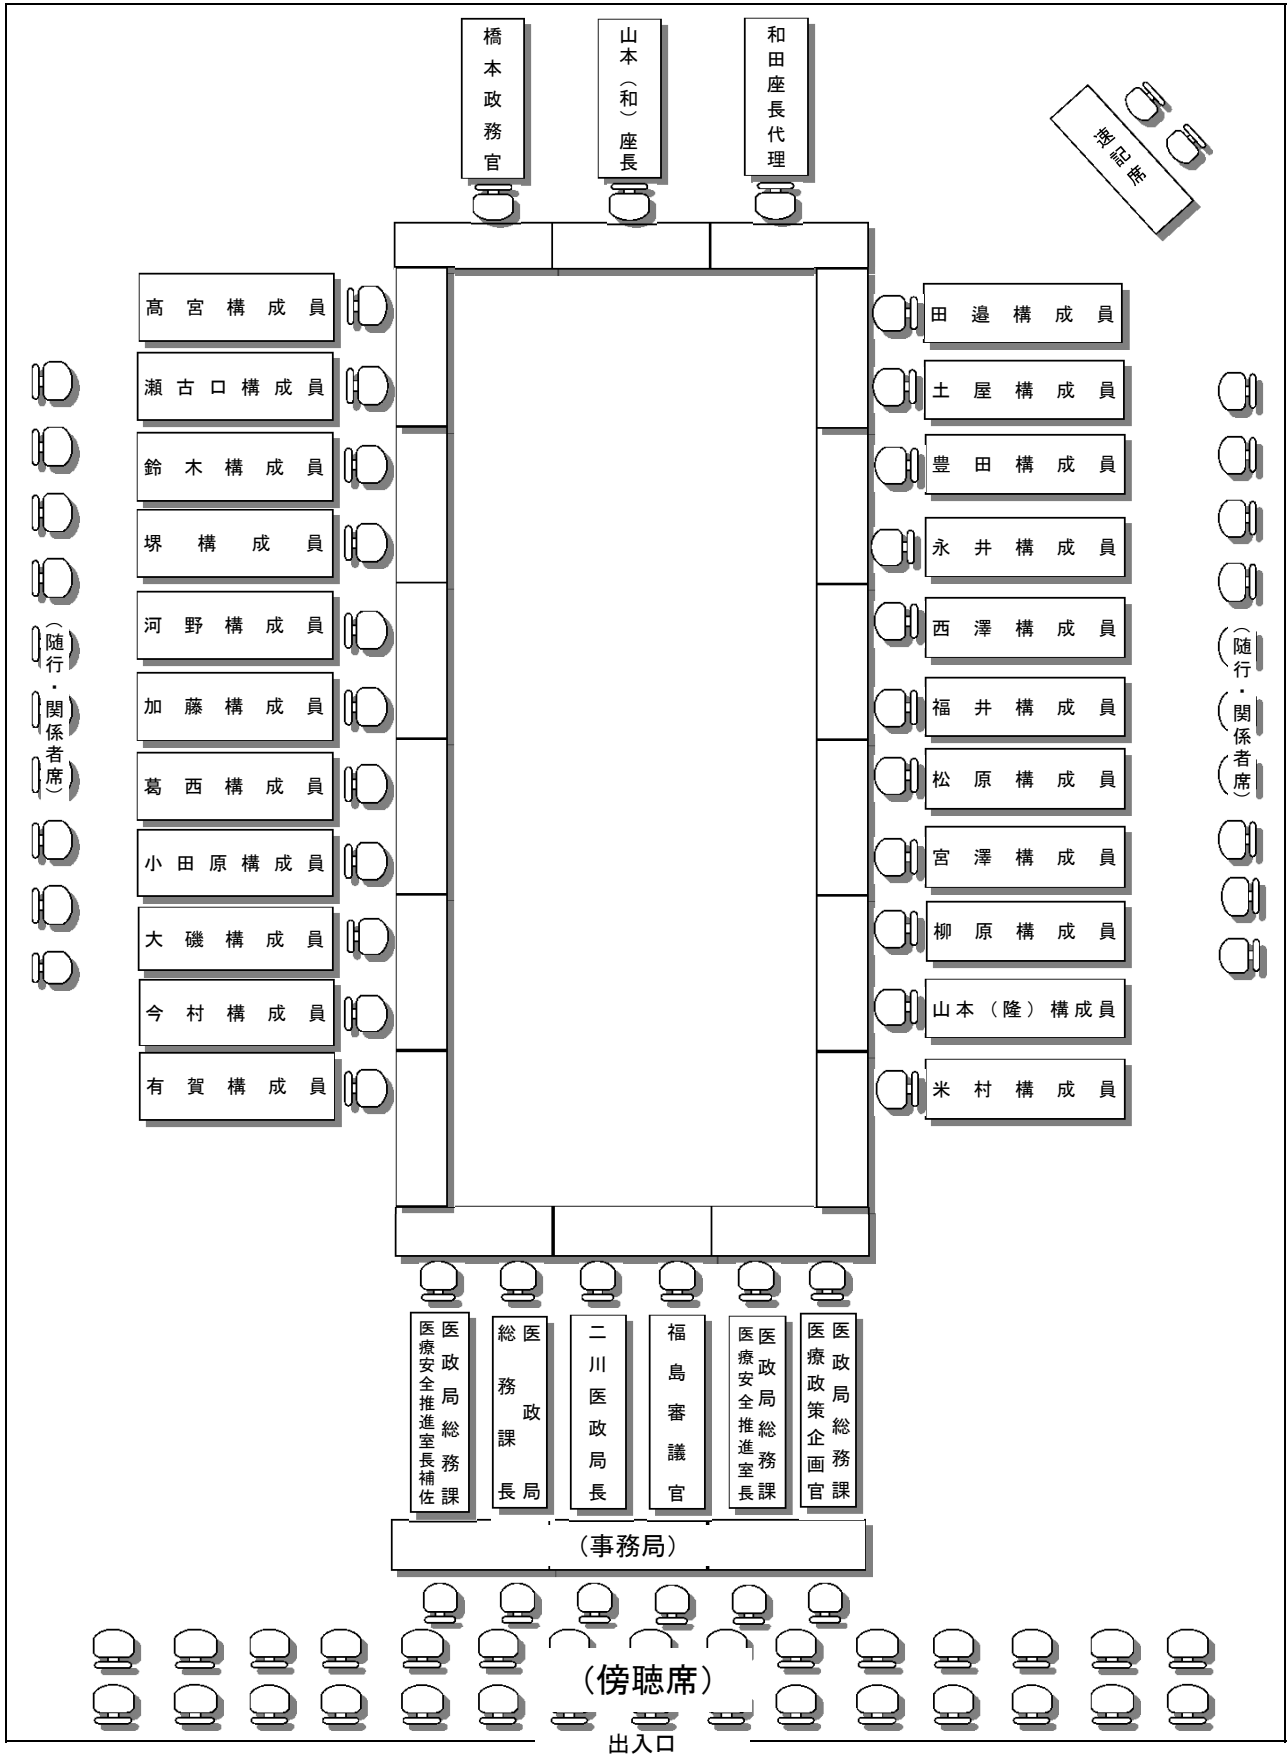 橋本政務官
山本（和）座長
和田座長代理
速記席
髙宮構成員
瀬古口構成員
鈴木構成員
堺構成員
河野構成員
加藤構成員
葛西構成員
小田原構成員
大磯構成員
今村構成員
有賀構成員
田邉構成員
土屋構成員
豊田構成員
永井構成員
西澤構成員
福井構成員
松原構成員
宮澤構成員
柳原構成員
山本（隆）構成員
米村構成員
（随行・関係者席）
（随行・関係者席）
医政局総務課
医療安全推進室長補佐
医政局
総務課長
二川医政局長
福島審議官
医政局総務課
医療安全推進室長
医政局総務課
医療政策企画官
（事務局）
（傍聴席）
出入口